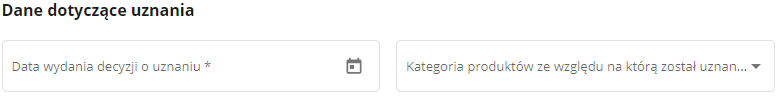 Dane dotyczące uznania
Data wydania decyzji o uznaniu *
Kategoria produktów ze względu na którą został uznan...